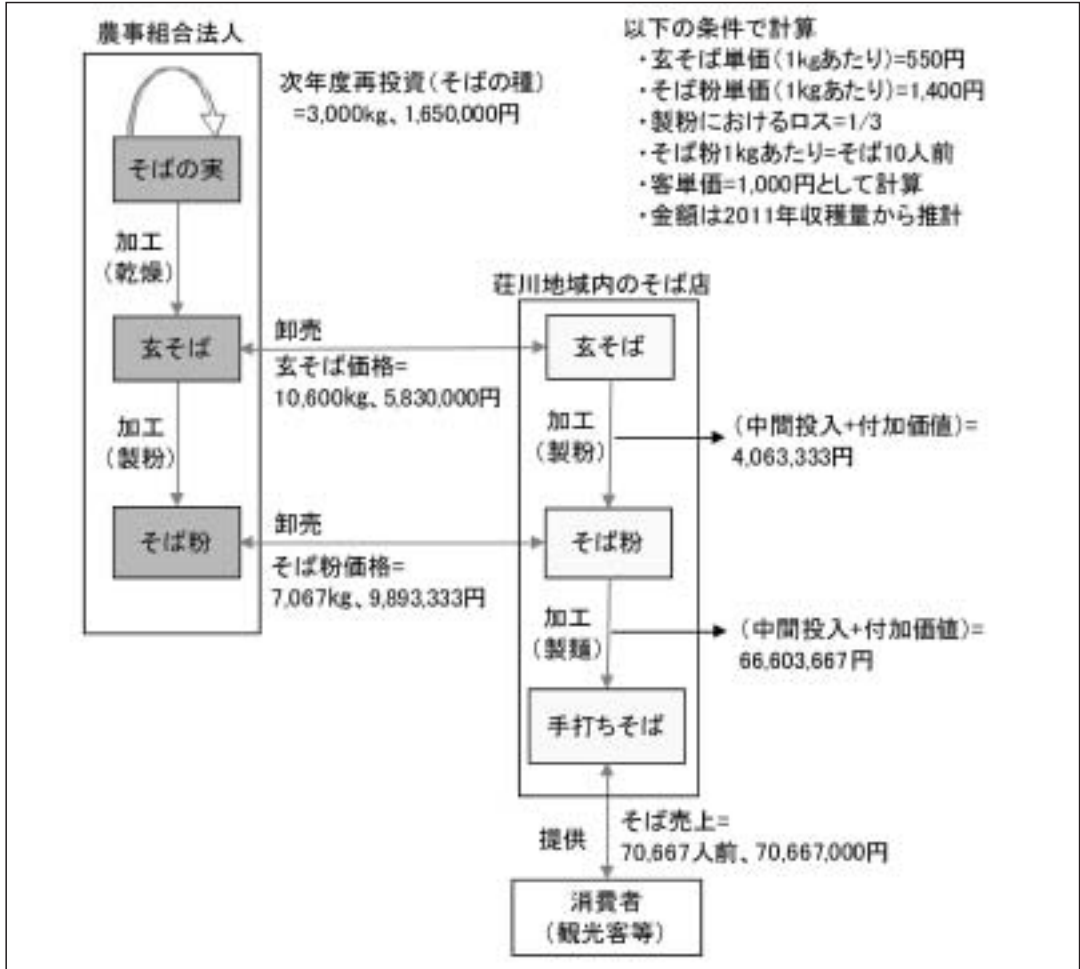 農事組合法人
次年度再投資(そばの種)
=3,000kg、1,650,000円
以下の条件で計算
・玄そば単価(1kgあたり)=550円
・そば粉単価(1kgあたり)=1,400円
・製粉におけるロス=1/3
・そば粉1kgあたり=そば10人前
・客単価=1,000円として計算
・金額は2011年収穫量から推計
そばの実
加工
(乾燥)
荘川地域内のそば店
玄そば
卸売
玄そば価格=
10,600kg、5,830,000円
玄そば
加工
(製粉)
加工
(製粉)
(中間投入+付加価値)=
4,063,333円
そば粉
卸売
そば粉価格=
7,067kg、9,893,333円
そば粉
加工
(製麺)
(中間投入+付加価値)=
66,603,667円
手打ちそば
提供
そば売上=
70,667人前、70,667,000円
消費者
(観光客等)